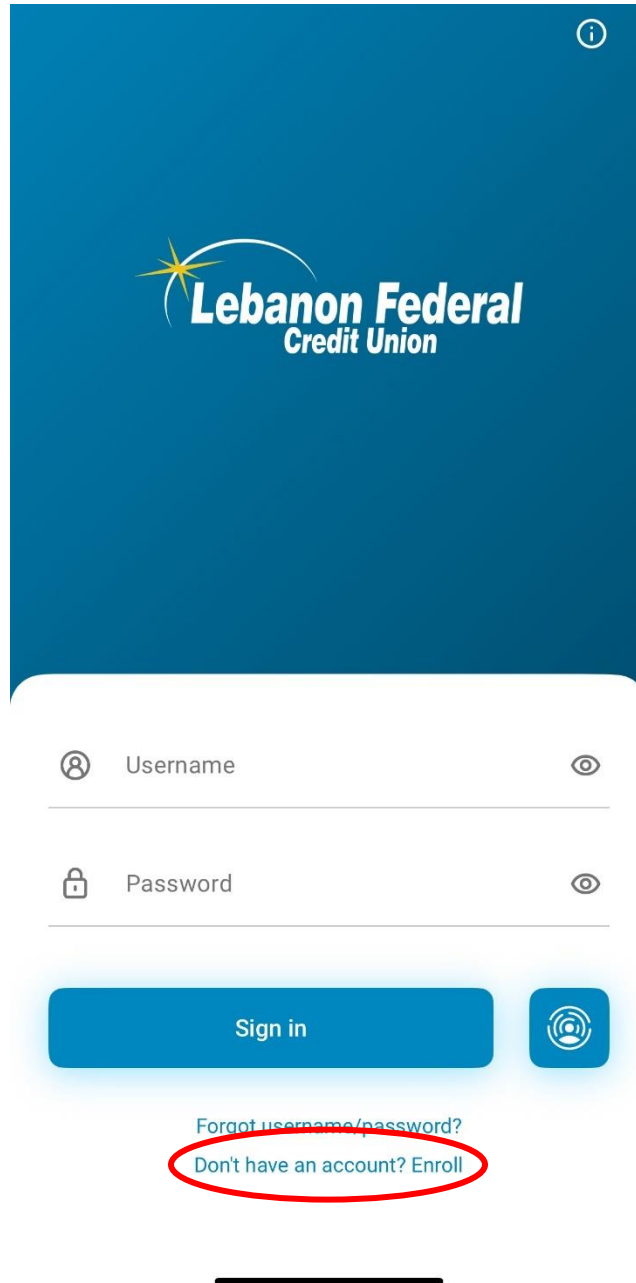 Lebanon Federal
Credit Union
Username
Password
Sign in
Forgot username/password?
Don't have an account? Enroll